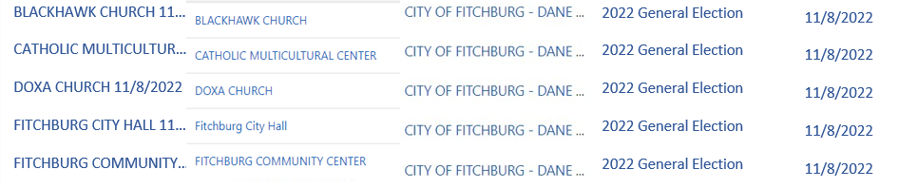 BLACKHAWK CHURCH 11... BLACKHAWK CHURCH CITY OF FITCHBURG - DANE ... 2022 General Election 11/8/2022
CATHOLIC MULTICULTUR... CATHOLIC MULTICULTURAL CENTER CITY OF FITCHBURG - DANE ... 2022 General Election 11/8/2022
DOXA CHURCH 11/8/2022 DOXA CHURCH CITY OF FITCHBURG - DANE ... 2022 General Election 11/8/2022
FITCHBURG CITY HALL 11... Fitchburg City Hall CITY OF FITCHBURG - DANE ... 2022 General Election 11/8/2022
FITCHBURG COMMUNITY... FITCHBURG COMMUNITY CENTER CITY OF FITCHBURG - DANE ... 2022 General Election 11/8/2022